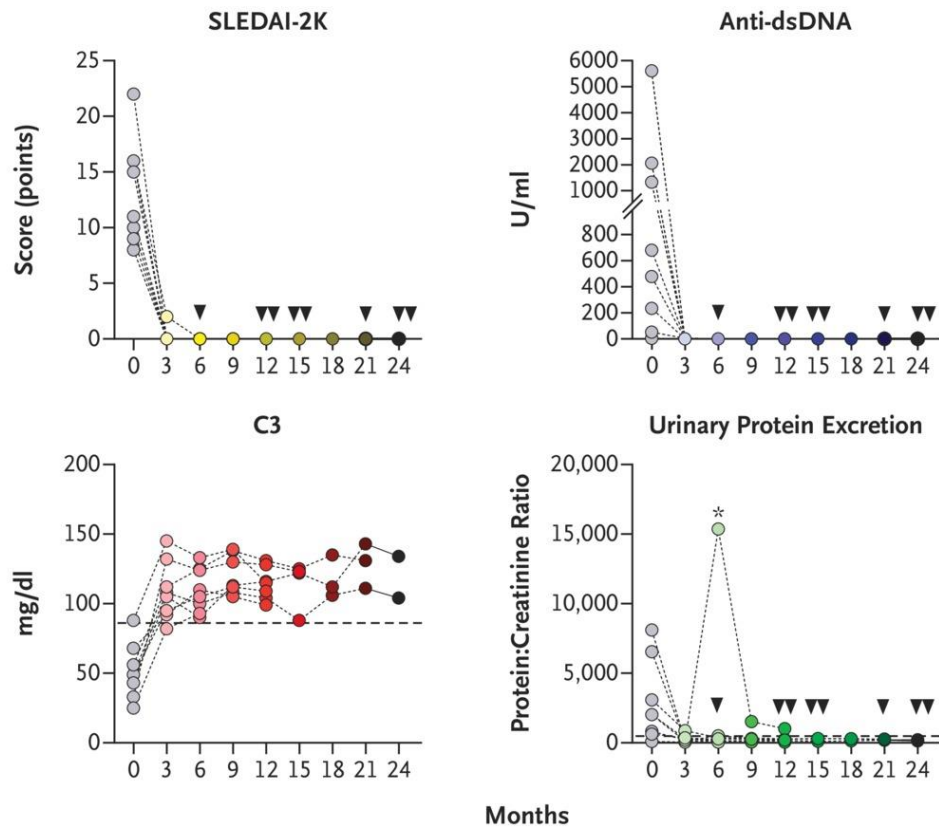 SLEDAI-2K
Score (points)
25
20
15
10
5
0
0 3 6 9 12 15 18 21 24
Anti-dsDNA
U/ml
6000
5000
4000
3000
2000
1000
800
600
400
200
0
0 3 6 9 12 15 18 21 24
C3
mg/dl
200
150
100
50
0
0 3 6 9 12 15 18 21 24
Urinary Protein Excretion
Protein:Creatinine Ratio
20,000
15,000
10,000
5,000
0
*
0 3 6 9 12 15 18 21 24
Months